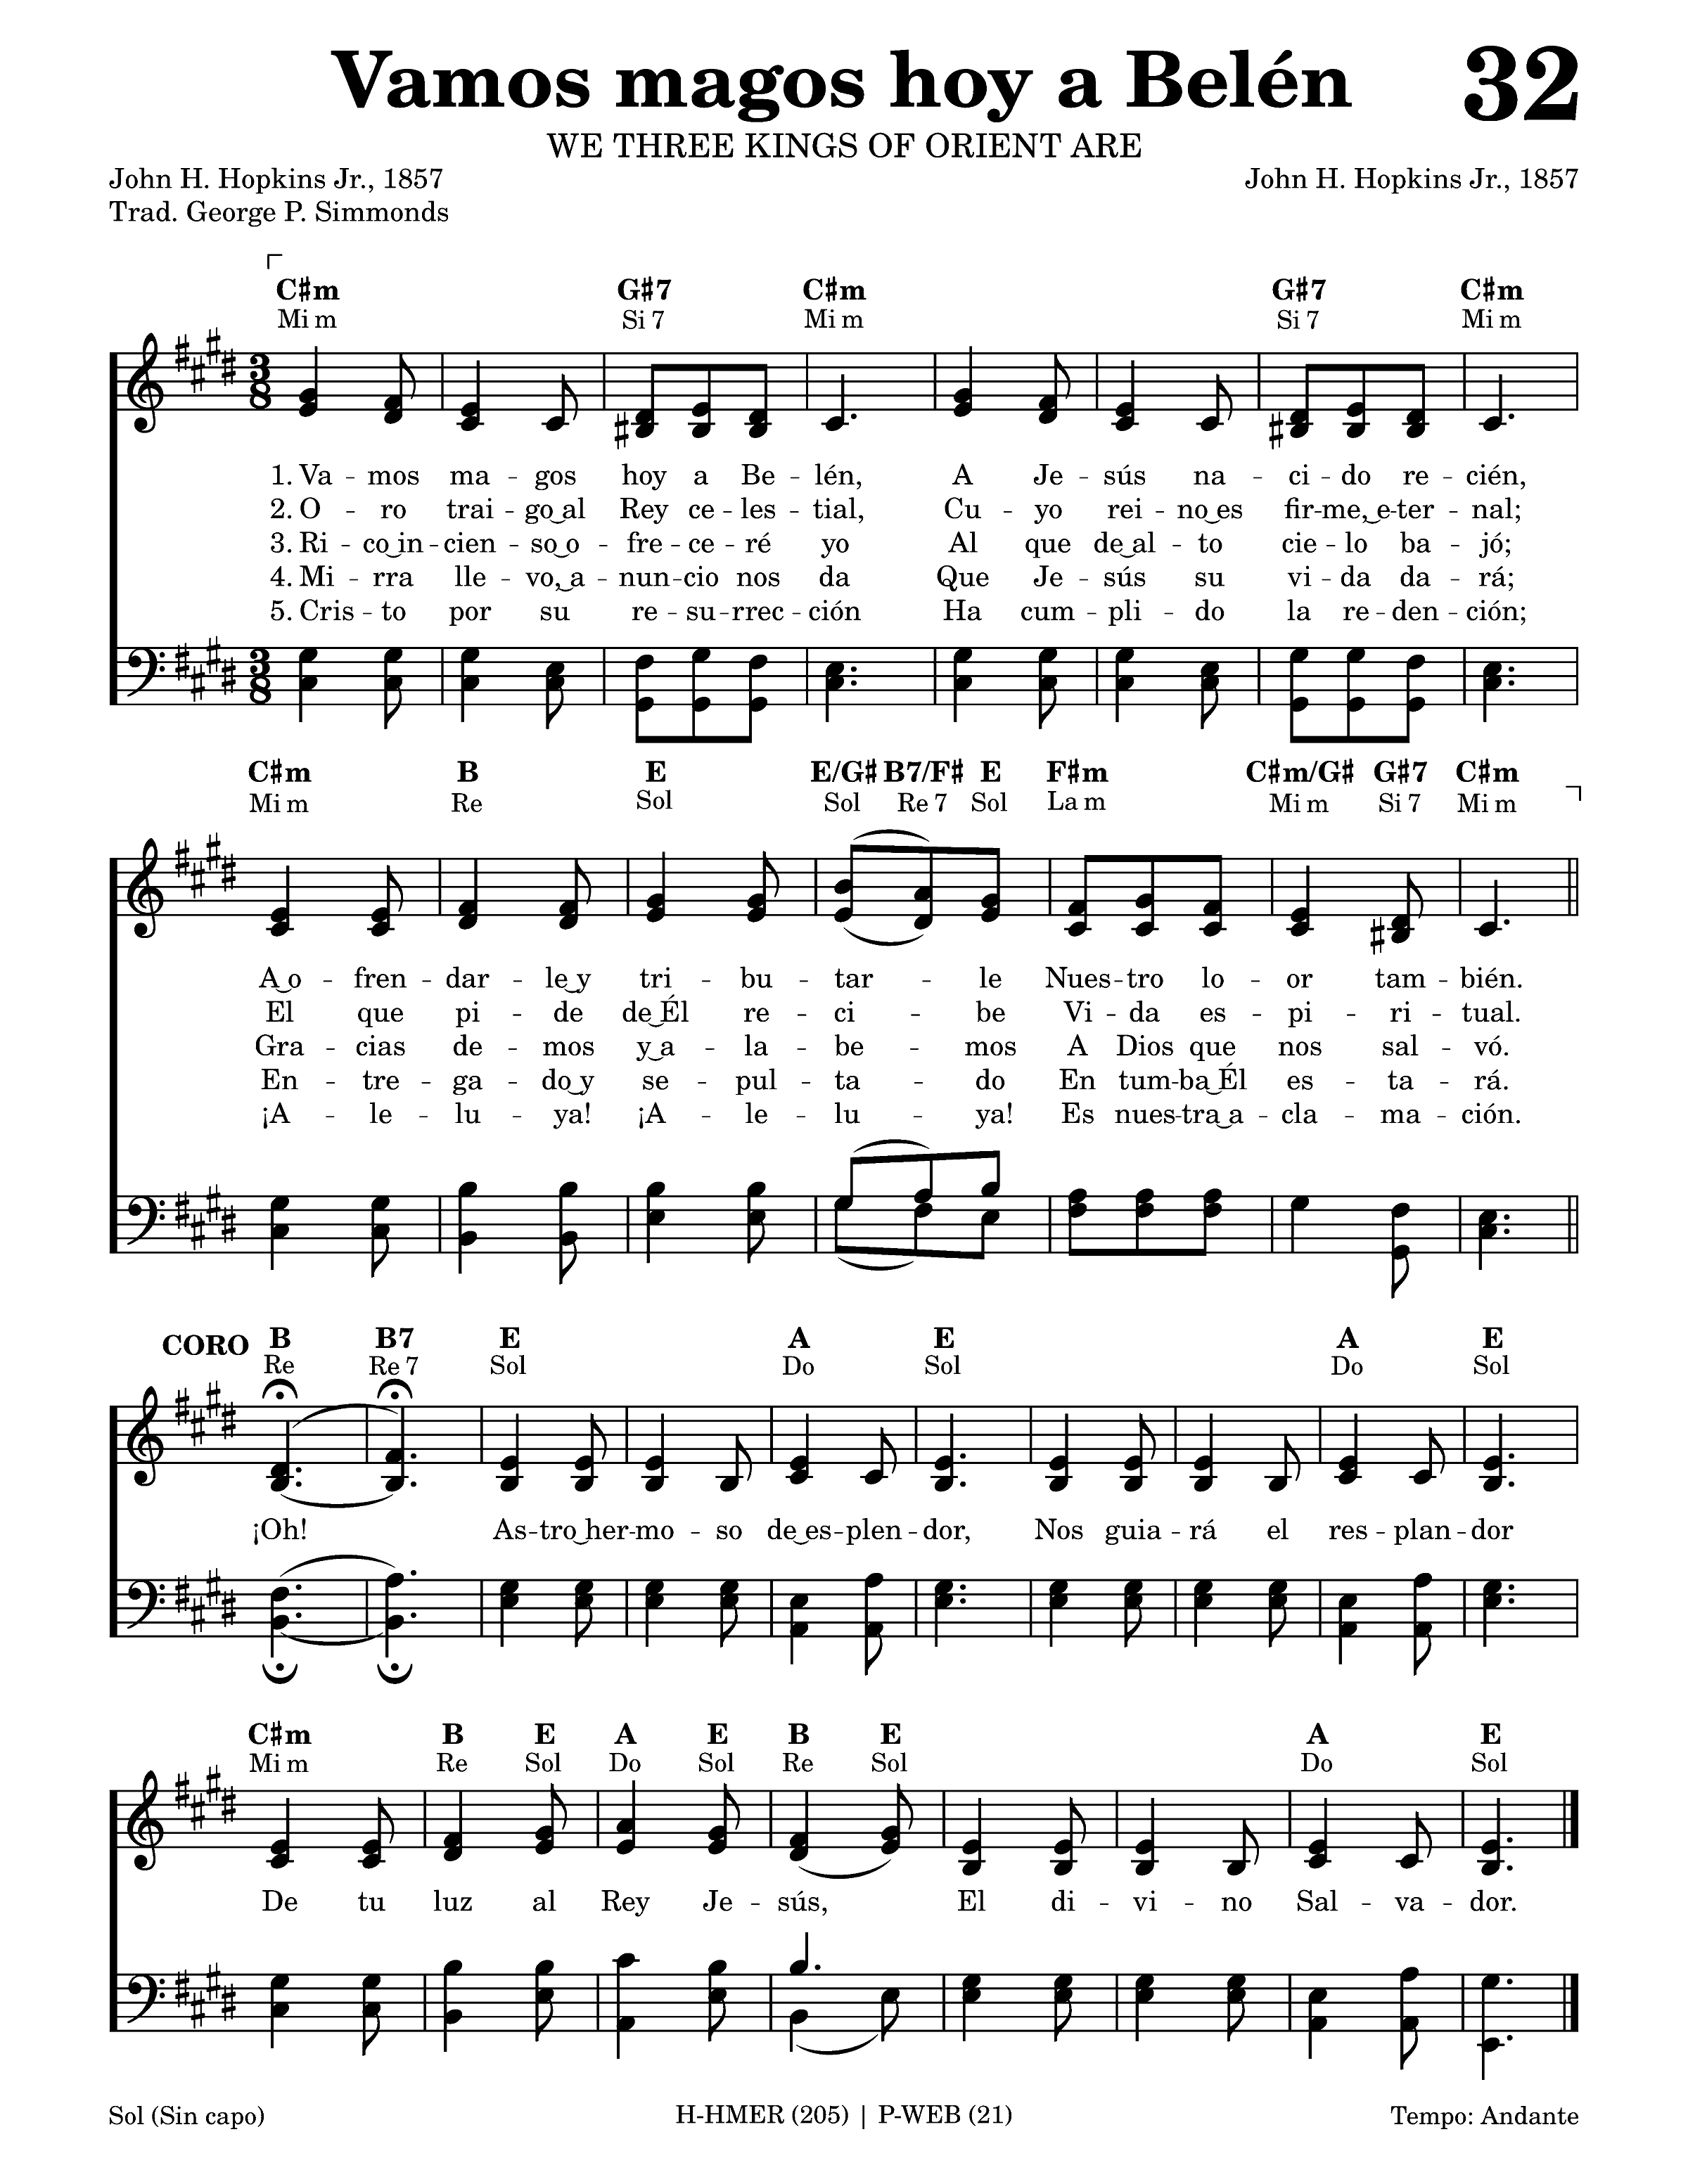 Vamos magos hoy a Belén 32
WE THREE KINGS OF ORIENT ARE
John H. Hopkins Jr., 1857 John H. Hopkins Jr., 1857
Trad. George P. Simmonds
C♯m G♯7 C♯m G♯7 C♯m
Mi m Si 7 Mi m Si 7 Mi m
3 8
1. Va -- mos ma -- gos hoy a Be -- lén, A Je -- sús na -- ci -- do re -- cién,
2. O -- ro trai -- go‿al Rey ce -- les -- tial, Cu -- yo rei -- no‿es fir -- me,‿e -- ter -- nal;
3. Ri -- co‿in -- cien -- so‿o -- fre -- ce -- ré yo Al que de‿al -- to cie -- lo ba -- jó;
4. Mi -- rra lle -- vo,‿a -- nun -- cio nos da Que Je -- sús su vi -- da da -- rá;
5. Cris -- to por su re -- su -- rrec -- ción Ha cum -- pli -- do la re -- den -- ción;
3 8
C♯m B E E/G♯ B7/F♯ E F♯m C♯m/G♯ G♯7 C♯m
Mi m Re Sol Sol Re 7 Sol La m Mi m Si 7 Mi m
A‿o -- fren -- dar -- le‿y tri -- bu -- tar -- le Nues -- tro lo -- or tam -- bién.
El que pi -- de de‿Él re -- ci -- be Vi -- da es -- pi -- ri -- tual.
Gra -- cias de -- mos y‿a -- la -- be -- mos A Dios que nos sal -- vó.
En -- tre -- ga -- do‿y se -- pul -- ta -- do En tum -- ba‿Él es -- ta -- rá.
¡A -- le -- lu -- ya! ¡A -- le -- lu -- ya! Es nues -- tra‿a -- cla -- ma -- ción.
CORO B B7 E A E A E
Re Re 7 Sol Do Sol Do Sol
¡Oh! As -- tro‿her -- mo -- so de‿es -- plen -- dor, Nos guia -- rá el res -- plan -- dor
C♯m B E A E B E A E
Mi m Re Sol Do Sol Re Sol Do Sol
De tu luz al Rey Je -- sús, El di -- vi -- no Sal -- va -- dor.
Sol (Sin capo) H-HMER (205) | P-WEB (21) Tempo: Andante